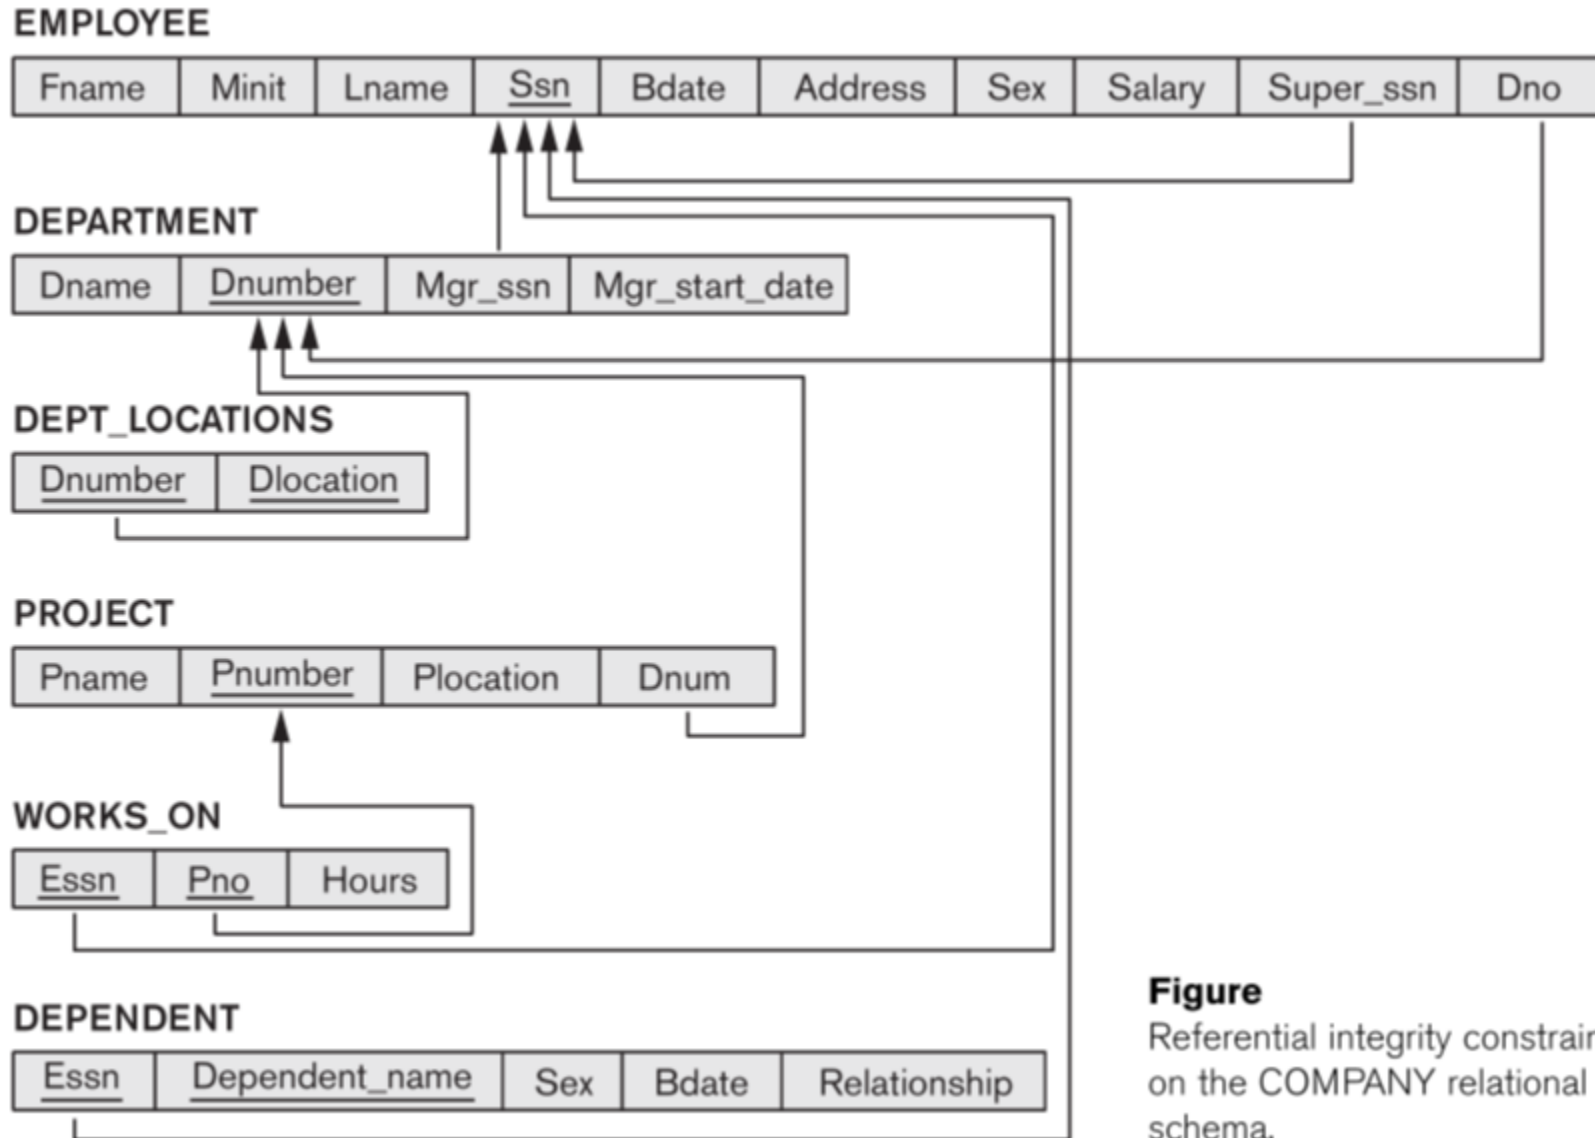 EMPLOYEE
Fname Minit Lname Ssn Bdate Address Sex Salary Super_ssn Dno
DEPARTMENT
Dname Dnumber Mgr_ssn Mgr_start_date
DEPT_LOCATIONS
Dnumber Dlocation
PROJECT
Pname Pnumber Plocation Dnum
WORKS_ON
Essn Pno Hours
DEPENDENT
Essn Dependent_name Sex Bdate Relationship
Figure
Referential integrity
on the COMPANY relational
schema.